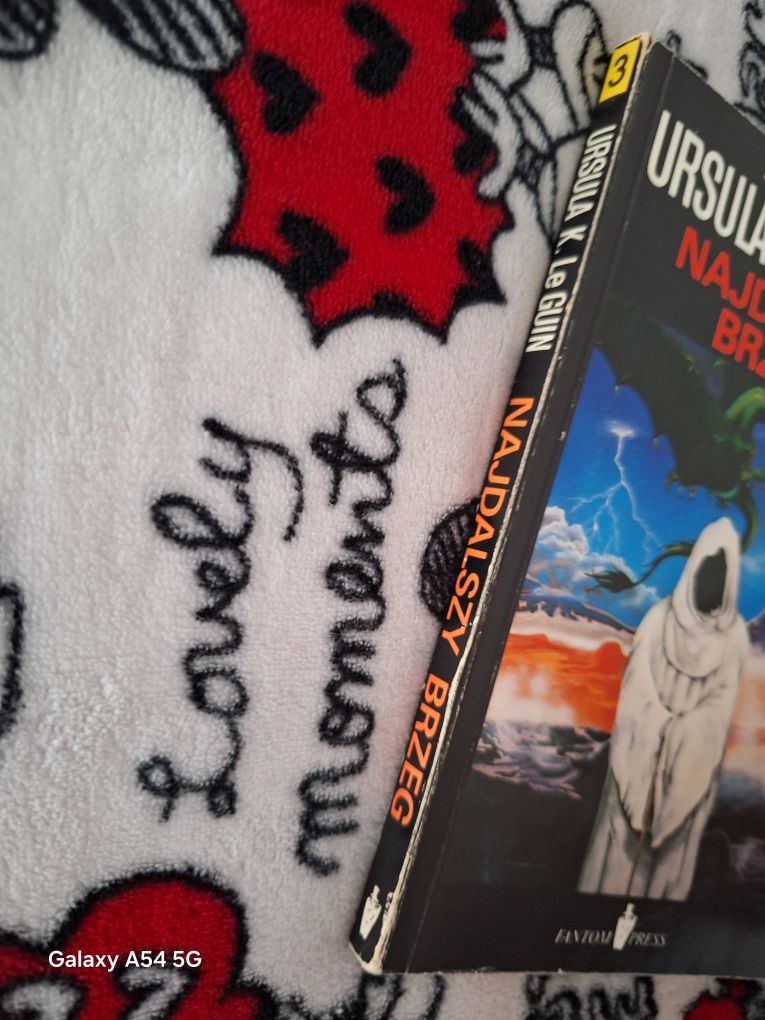 3
URSULA K. Le GUIN
NAJDALSZY BRZEG
URSULA
NAJD
BRZ
FANTOM PRESS
Lovely
moments
Galaxy A54 5G